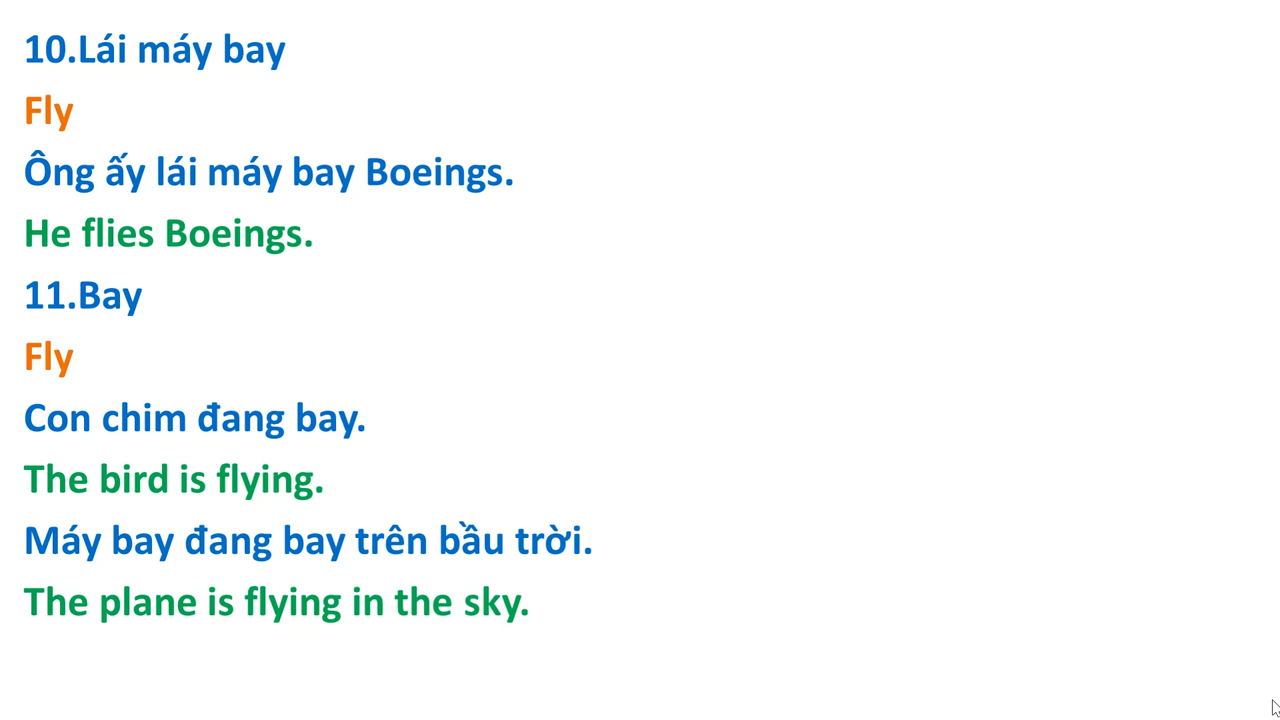 10.Lái máy bay
Fly
Ông ấy lái máy bay Boeings.
He flies Boeings.
11.Bay
Fly
Con chim đang bay.
The bird is flying.
Máy bay đang bay trên bầu trời.
The plane is flying in the sky.